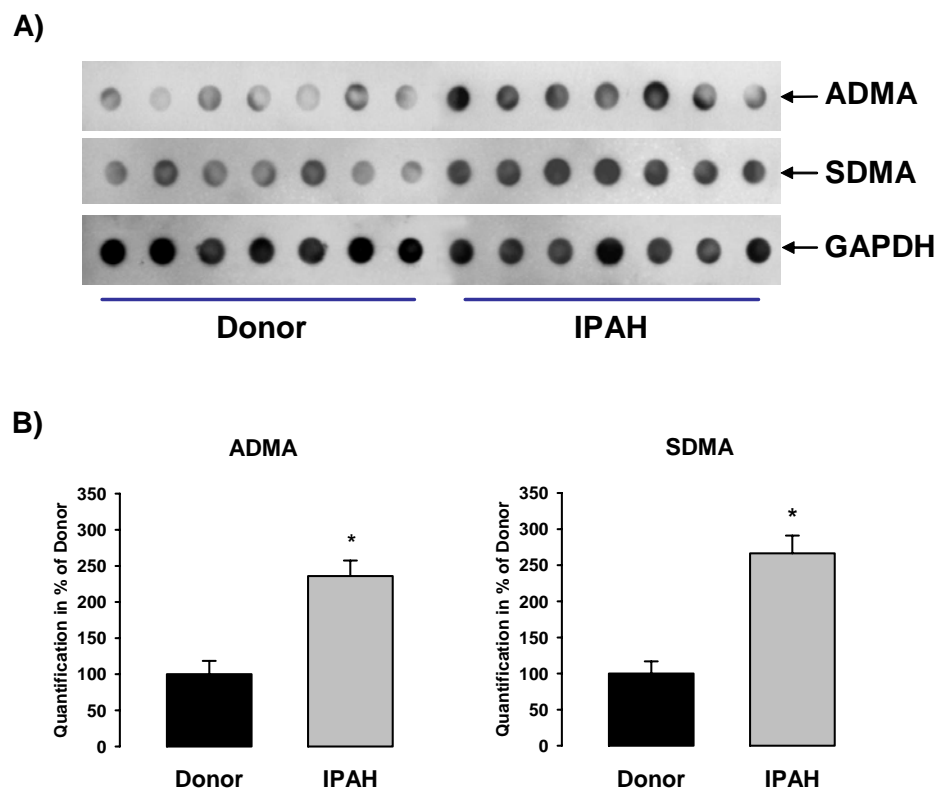 A)
ADMA
SDMA
GAPDH
Donor IPAH
B)
ADMA
Quantification in % of Donor
350
300
250
200
150
100
50
0
*
Donor IPAH
SDMA
Quantification in % of Donor
350
300
250
200
150
100
50
0
*
Donor IPAH